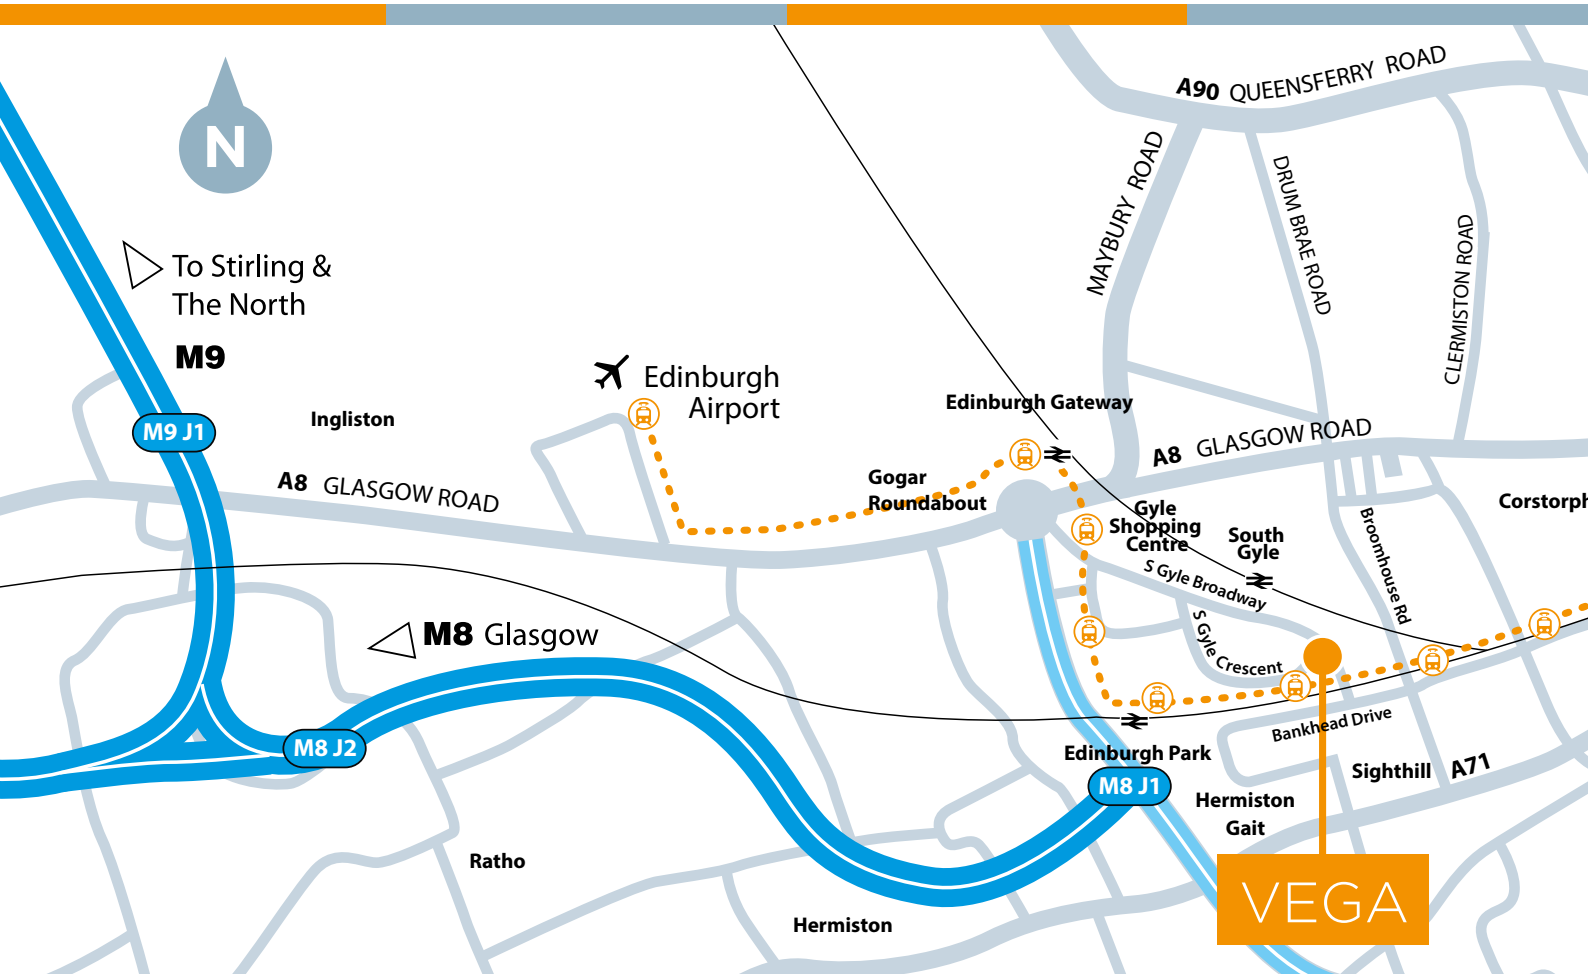 A90 QUEENSFERRY ROAD
N
MAYBURY ROAD
DRUM BRAE ROAD
CLERMISTON ROAD
To Stirling &
The North
M9
Edinburgh
Airport
Edinburgh Gateway
Ingliston
M9 J1
A8 GLASGOW ROAD
A8 GLASGOW ROAD
Gogar
Roundabout
Gyle
Shopping
Centre
South
Gyle
Corstorph
Broomhouse Rd
S Gyle Broadway
S Gyle Crescent
M8 Glasgow
Bankhead Drive
M8 J2
Edinburgh Park
M8 J1
Sighthill A71
Hermiston
Gait
Ratho
Hermiston
VEGA